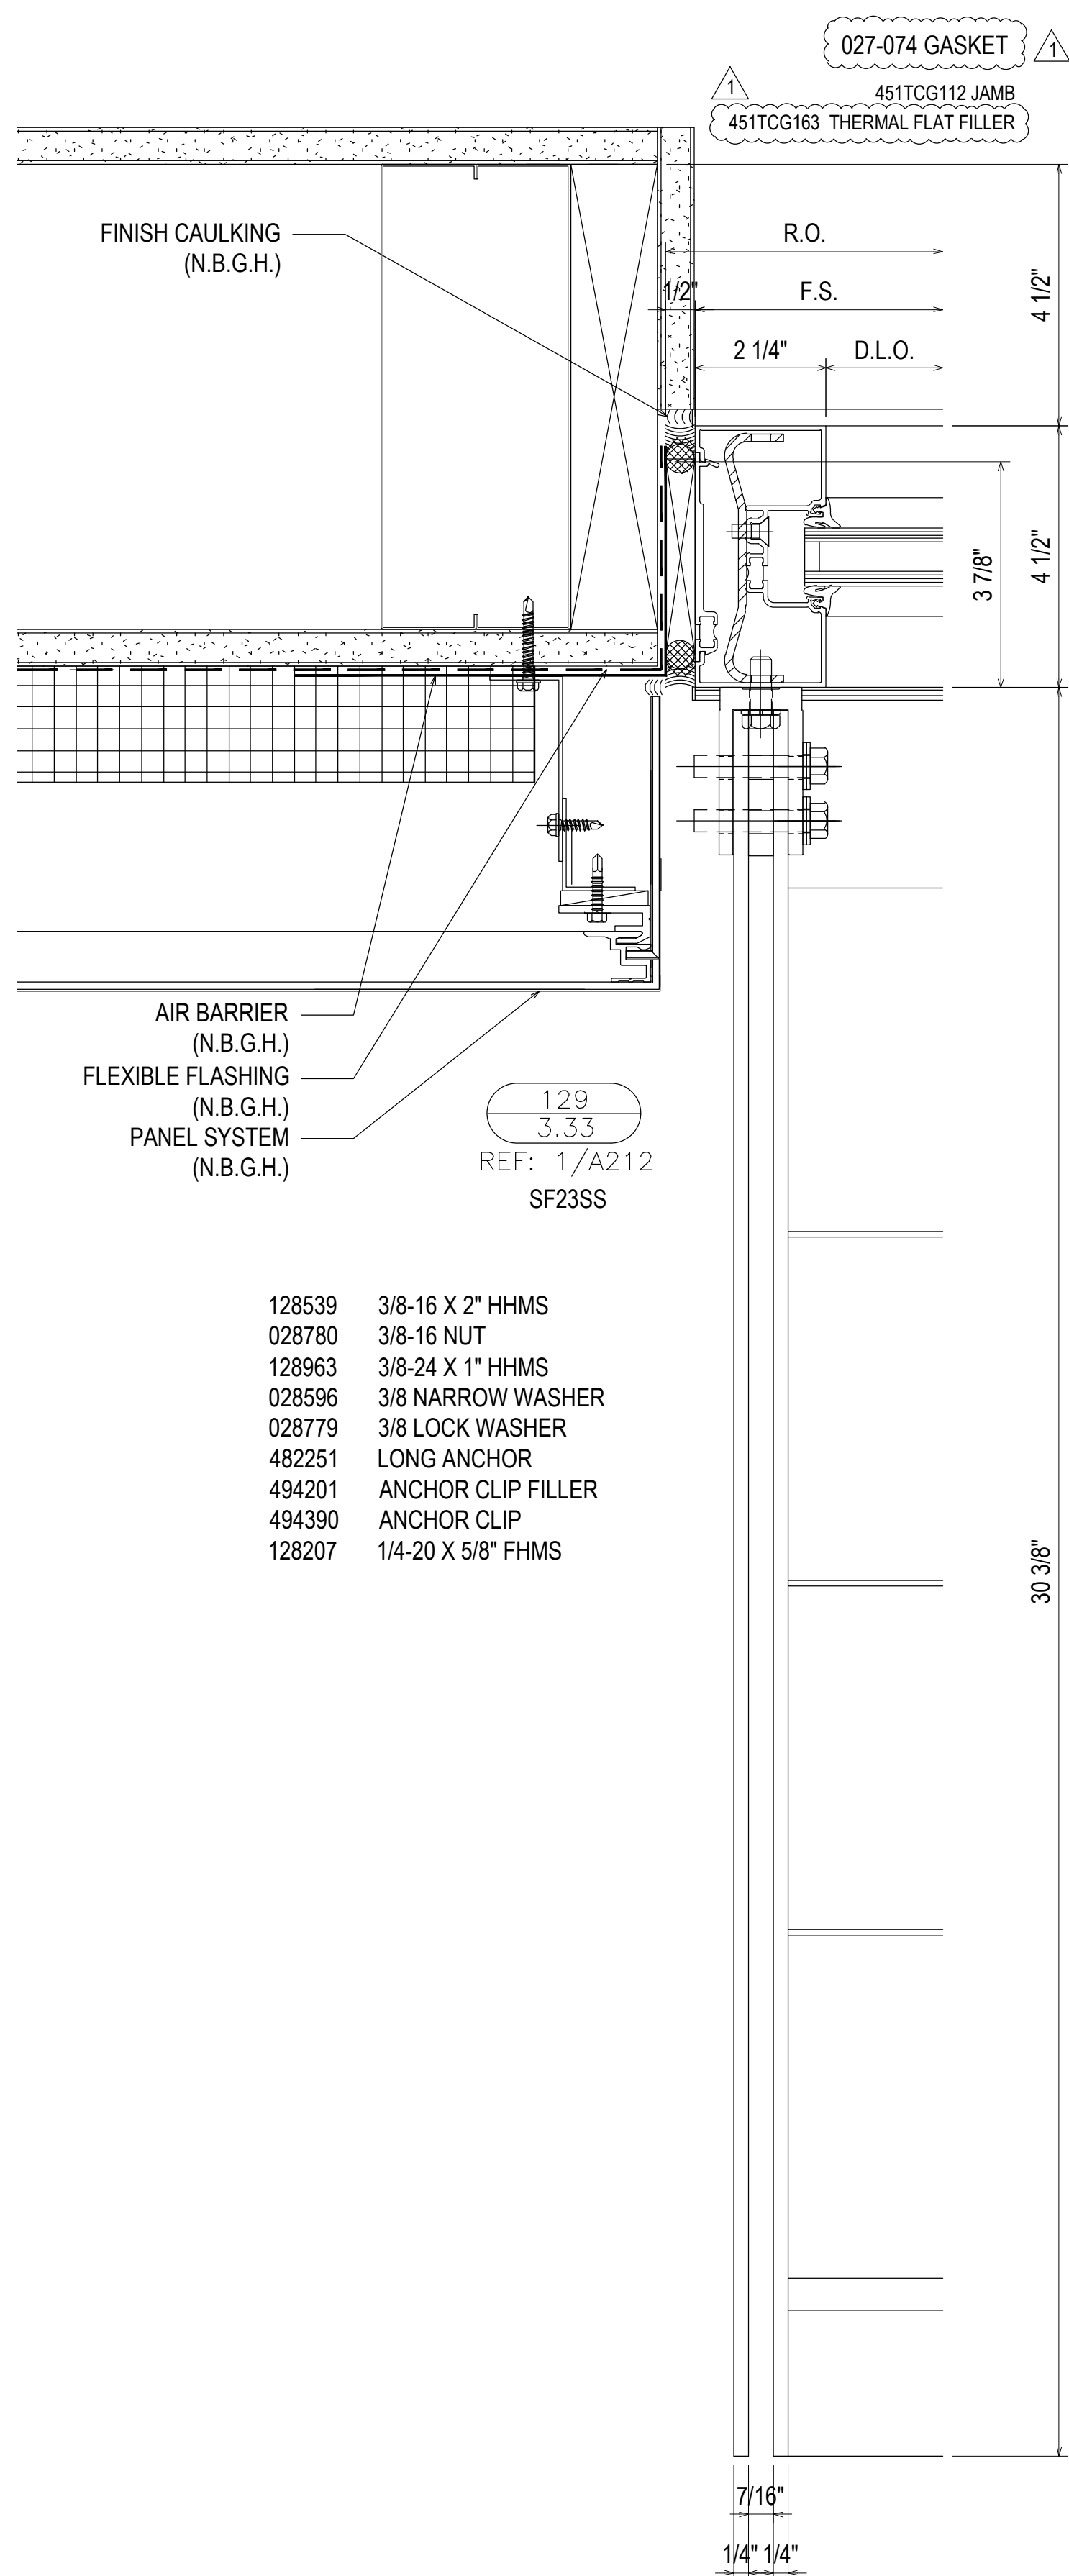 027-074 GASKET
1
1
451TCG112 JAMB
451TCG163 THERMAL FLAT FILLER
FINISH CAULKING
(N.B.G.H.)
R.O.
1/2"
F.S.
2 1/4"
D.L.O.
4 1/2"
4 1/2"
3 7/8"
AIR BARRIER
(N.B.G.H.)
FLEXIBLE FLASHING
(N.B.G.H.)
PANEL SYSTEM
(N.B.G.H.)
129
3.33
REF: 1/A212
SF23SS
128539 3/8-16 X 2" HHMS
028780 3/8-16 NUT
128963 3/8-24 X 1" HHMS
028596 3/8 NARROW WASHER
028779 3/8 LOCK WASHER
482251 LONG ANCHOR
494201 ANCHOR CLIP FILLER
494390 ANCHOR CLIP
128207 1/4-20 X 5/8" FHMS
30 3/8"
7/16"
1/4" 1/4"